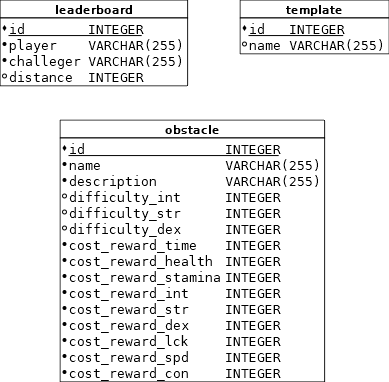 leaderboard
id INTEGER
player VARCHAR(255)
challeger VARCHAR(255)
distance INTEGER
template
id INTEGER
name VARCHAR(255)
obstacle
id INTEGER
name VARCHAR(255)
description VARCHAR(255)
difficulty_int INTEGER
difficulty_str INTEGER
difficulty_dex INTEGER
cost_reward_time INTEGER
cost_reward_health INTEGER
cost_reward_stamina INTEGER
cost_reward_int INTEGER
cost_reward_str INTEGER
cost_reward_dex INTEGER
cost_reward_lck INTEGER
cost_reward_spd INTEGER
cost_reward_con INTEGER